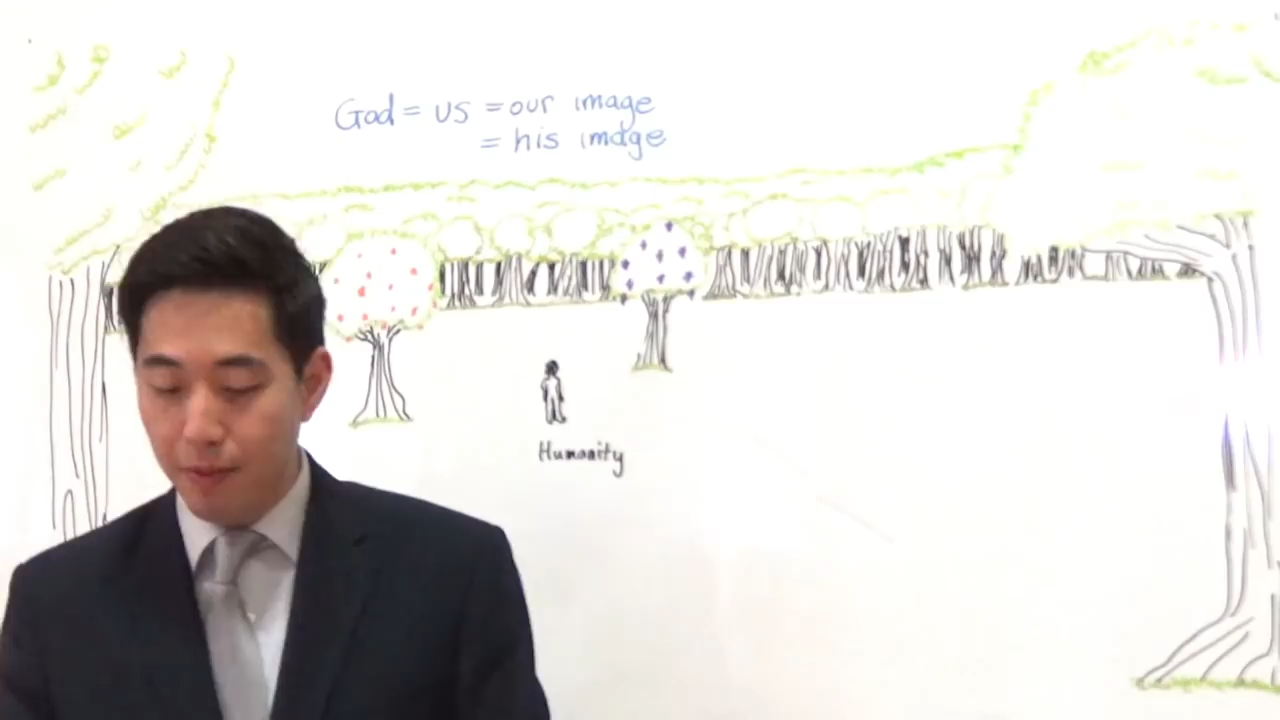 God = us = our image
= his image
Humanity